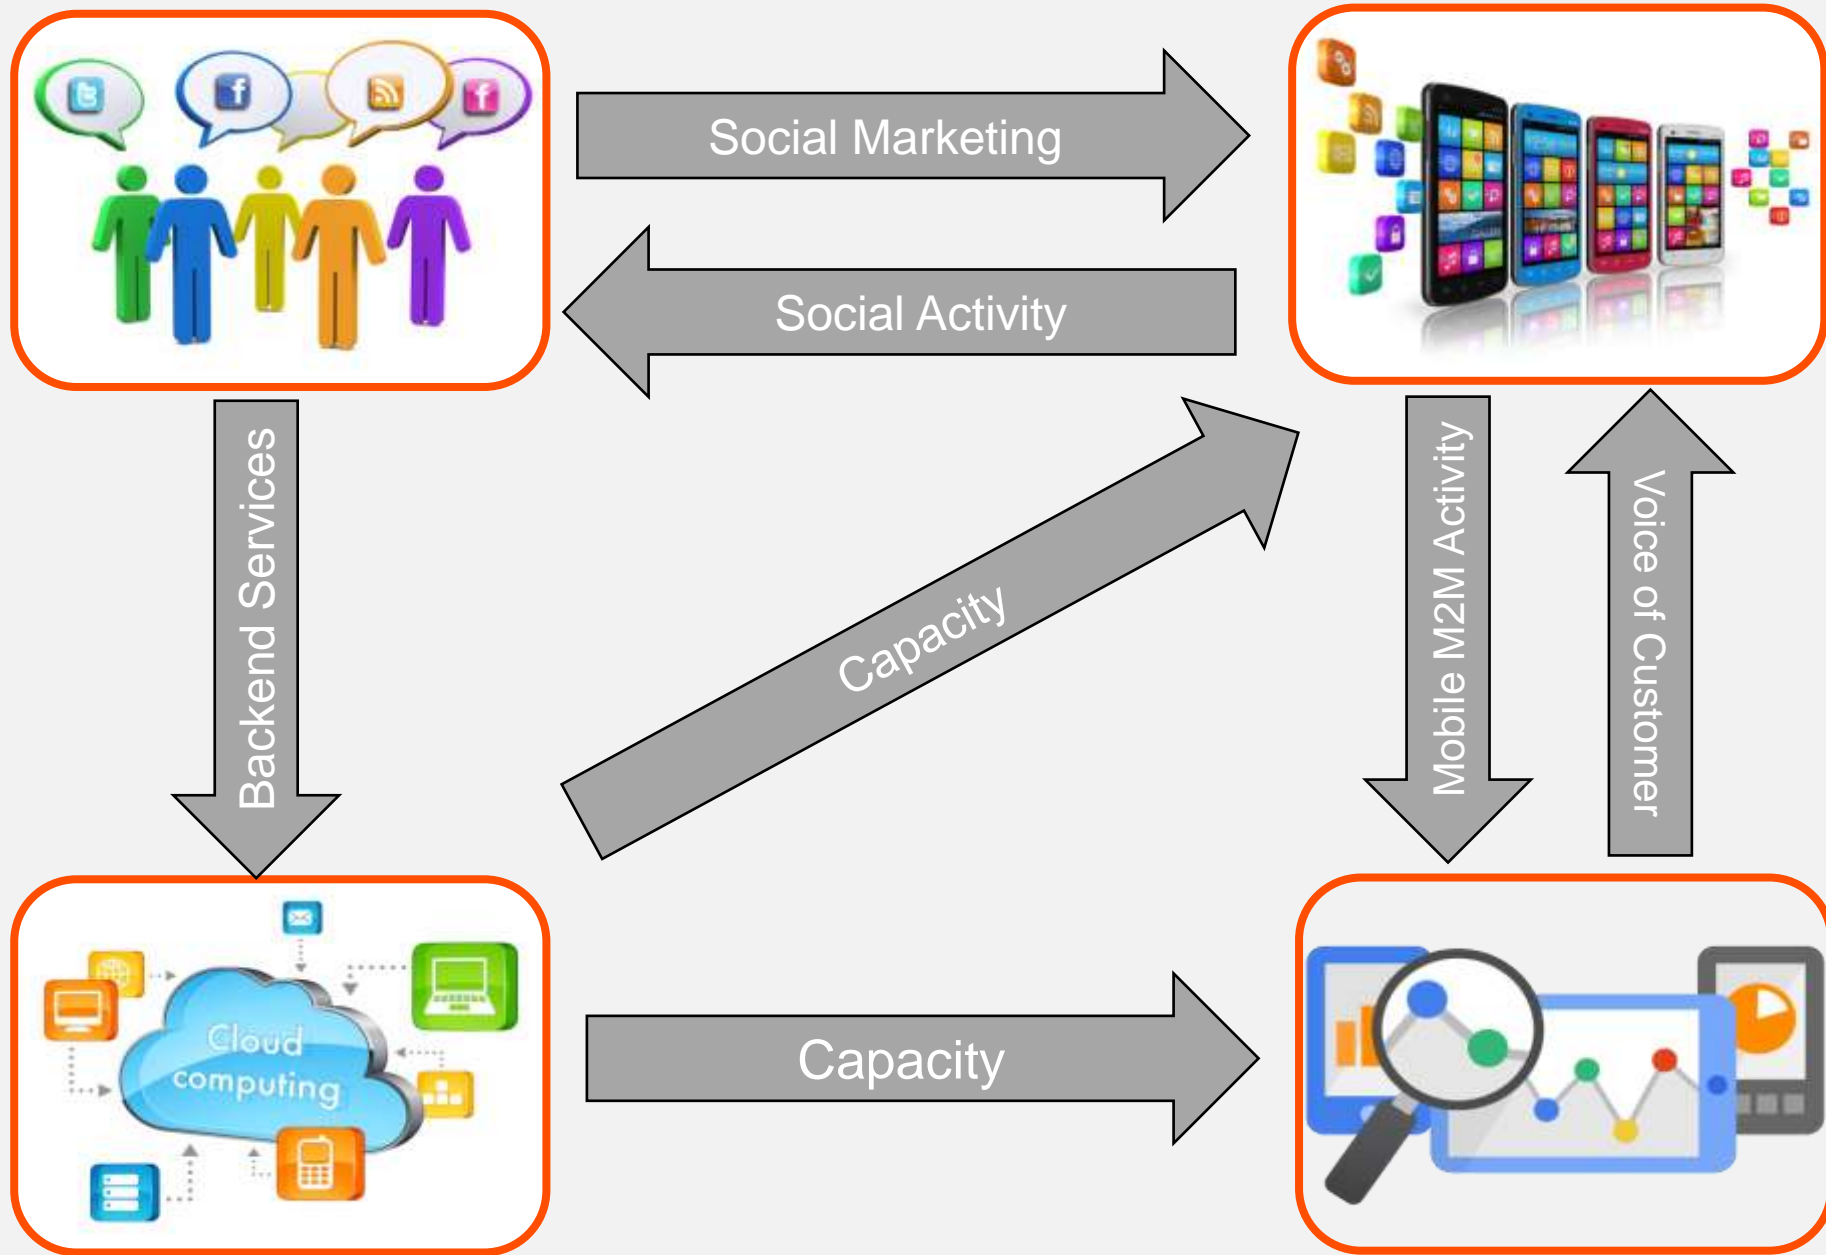 Social Marketing
Social Activity
Backend Services
Capacity
Mobile M2M Activity
Voice of Customer
Cloud
computing
Capacity